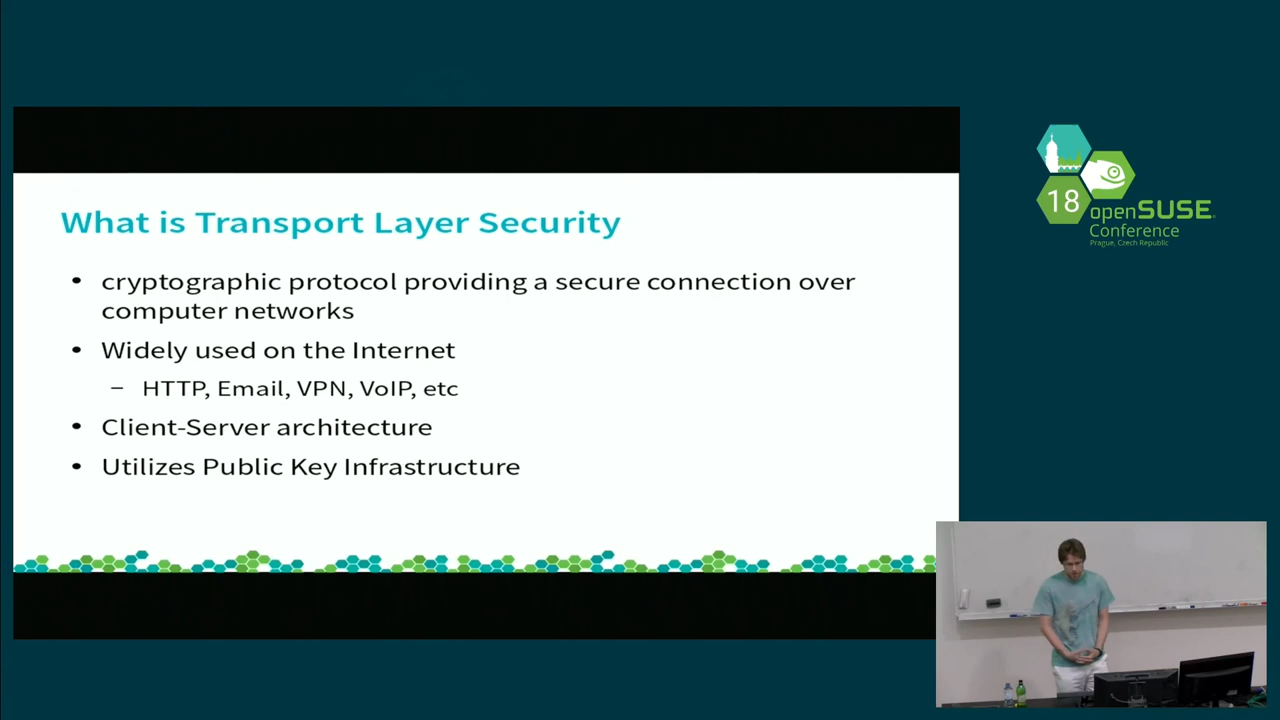 What is Transport Layer Security
• cryptographic protocol providing a secure connection over
computer networks
• Widely used on the Internet
– HTTP, Email, VPN, VoIP, etc
• Client-Server architecture
• Utilizes Public Key Infrastructure
18
openSUSE
Conference
Prague, Czech Republic